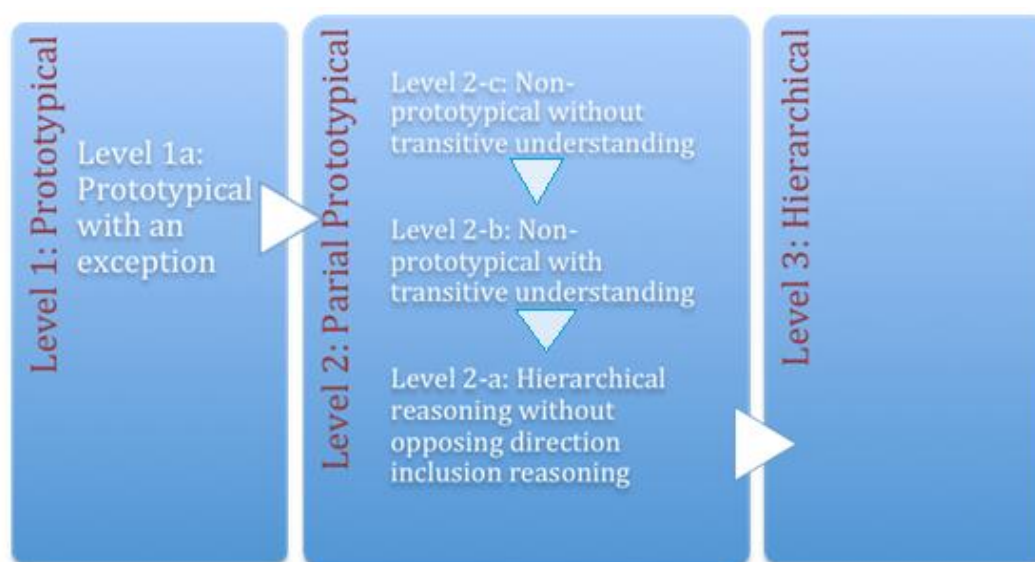 Level 1: Prototypical
Level 1a:
Prototypical
with an
exception
Level 2: Parial Prototypical
Level 2-c: Non-
prototypical without
transitive understanding
Level 2-b: Non-
prototypical with
transitive understanding
Level 2-a: Hierarchical
reasoning without
opposing direction
inclusion reasoning
Level 3: Hierarchical